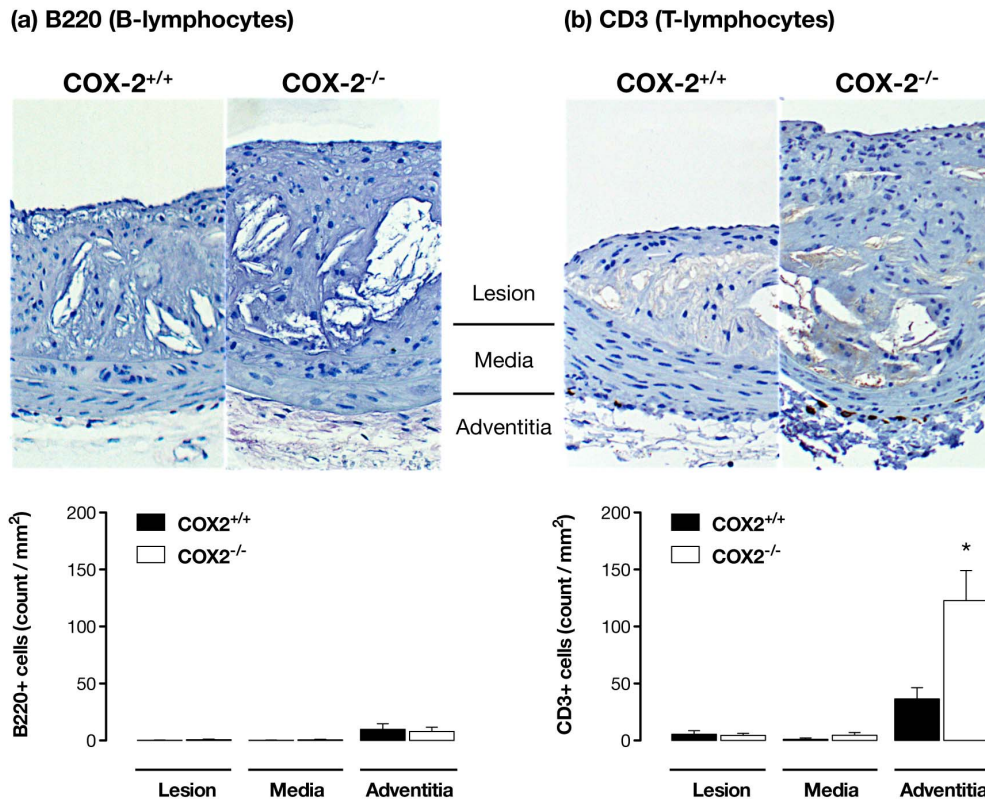 (a) B220 (B-lymphocytes)
COX-2+/+
COX-2-/-
(b) CD3 (T-lymphocytes)
COX-2+/+
COX-2-/-
Lesion
Media
Adventitia
B220+ cells (count / mm²)
200
150
100
50
0
COX2+/+
COX2-/-
Lesion
Media
Adventitia
CD3+ cells (count / mm²)
200
150
100
50
0
COX2+/+
COX2-/-
*
Lesion
Media
Adventitia